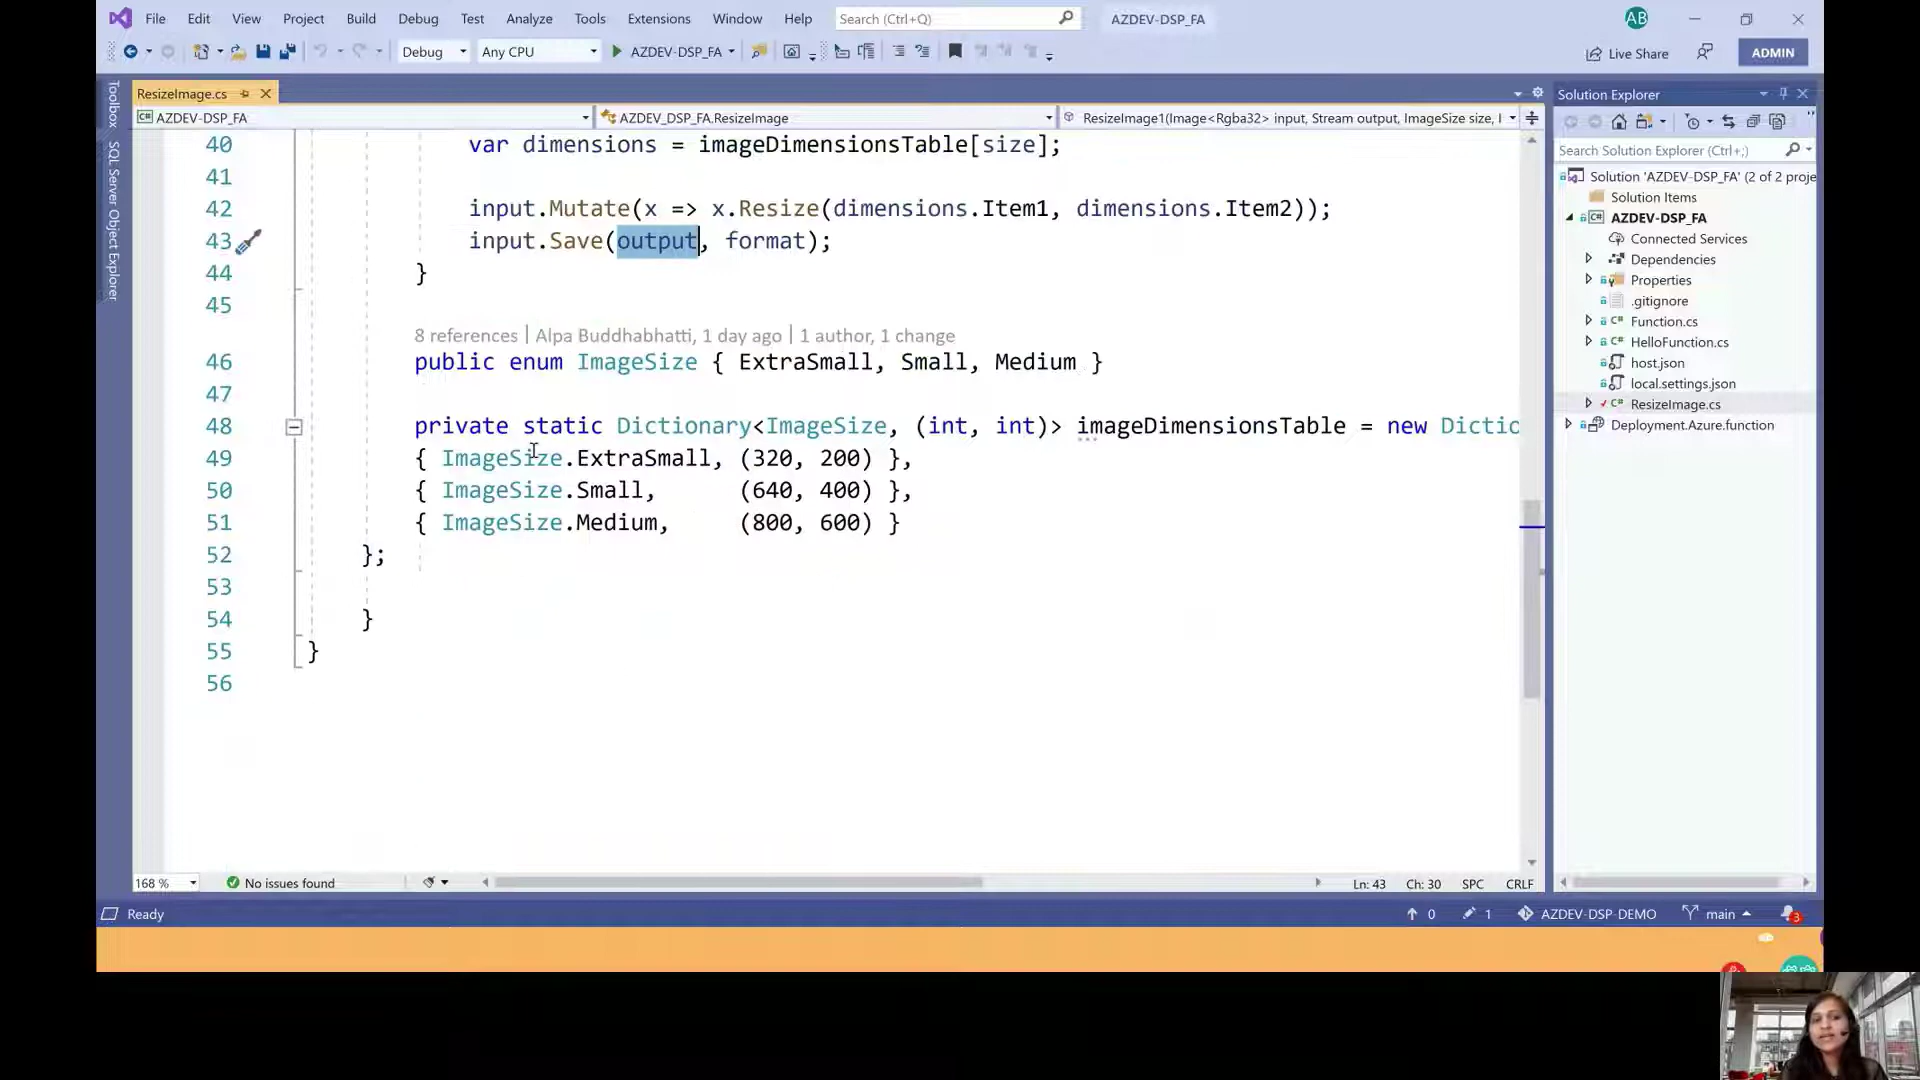 File Edit View Project Build Debug Test Analyze Tools Extensions Window Help Search (Ctrl+Q) AZDEV-DSP_FA AB
Debug Any CPU AZDEV-DSP_FA Live Share ADMIN
Toolbox
SQL Server Object Explorer
ResizeImage.cs
AZDEV-DSP_FA AZDEV_DSP_FA.ResizeImage ResizeImage1(Image<Rgba32> input, Stream output, ImageSize size, I
40 var dimensions = imageDimensionsTable[size];
41
42 input.Mutate(x => x.Resize(dimensions.Item1, dimensions.Item2));
43 input.Save(output, format);
44 }
45
8 references | Alpa Buddhabhatti, 1 day ago | 1 author, 1 change
46 public enum ImageSize { ExtraSmall, Small, Medium }
47
48 private static Dictionary<ImageSize, (int, int)> imageDimensionsTable = new Dictio
49 { ImageSize.ExtraSmall, (320, 200) },
50 { ImageSize.Small, (640, 400) },
51 { ImageSize.Medium, (800, 600) }
52 };
53
54 }
55 }
56
168 % No issues found Ln: 43 Ch: 30 SPC CRLF
Solution Explorer
Search Solution Explorer (Ctrl+;)
Solution 'AZDEV-DSP_FA' (2 of 2 proje
Solution Items
AZDEV-DSP_FA
Connected Services
Dependencies
Properties
.gitignore
Function.cs
HelloFunction.cs
host.json
local.settings.json
ResizeImage.cs
Deployment.Azure.function
Ready 0 1 AZDEV-DSP-DEMO main 3